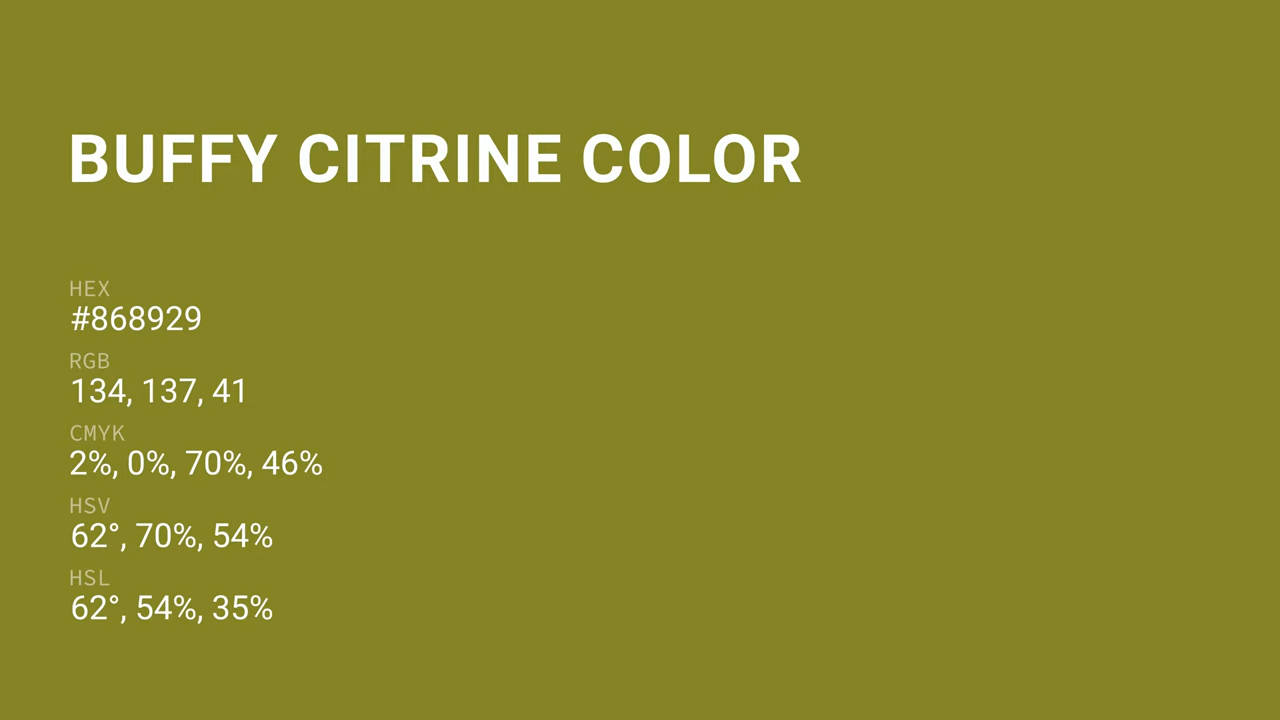 BUFFY CITRINE COLOR
HEX
#868929
RGB
134, 137, 41
CMYK
2%, 0%, 70%, 46%
HSV
62°, 70%, 54%
HSL
62°, 54%, 35%